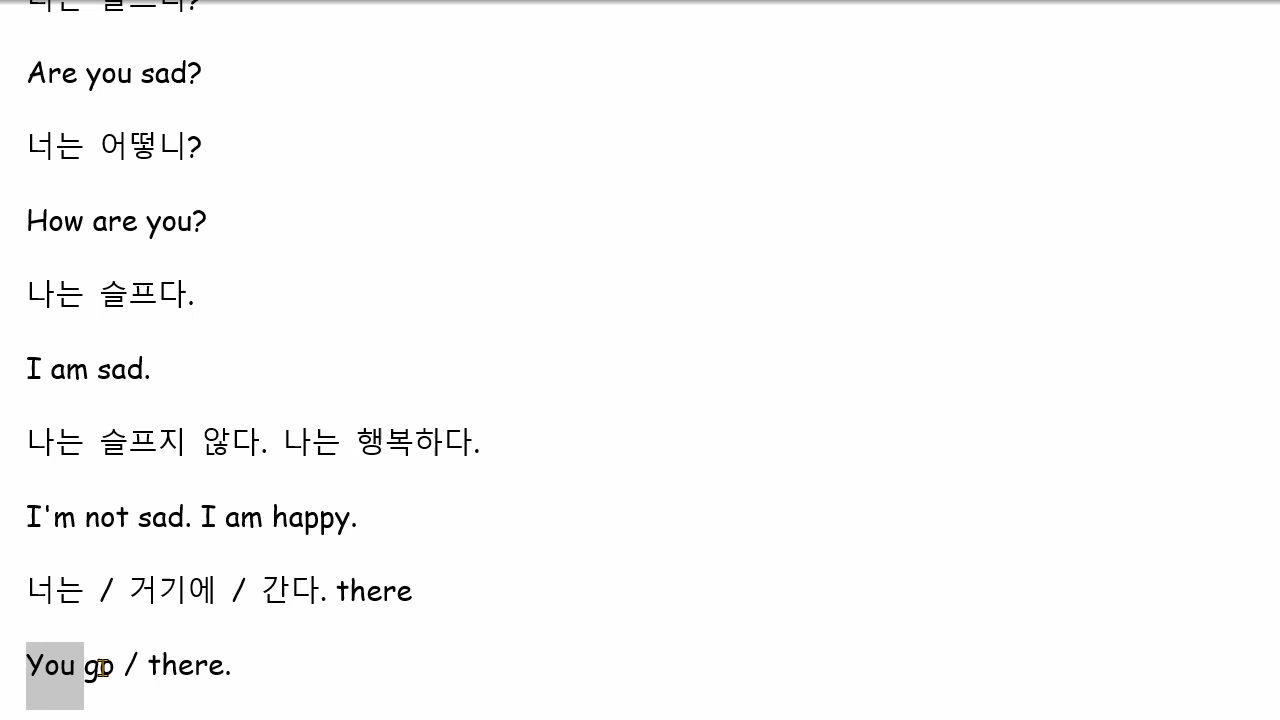 Are you sad?
너는 어떻니?
How are you?
나는 슬프다.
I am sad.
나는 슬프지 않다. 나는 행복하다.
I'm not sad. I am happy.
너는 / 거기에 / 간다. there
You go / there.